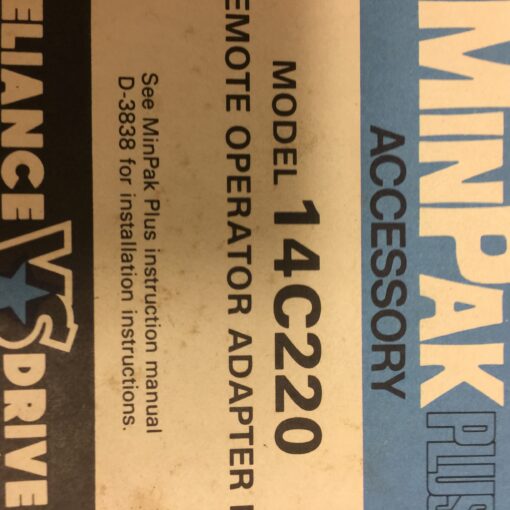 MinPak PLUS
ACCESSORY
MODEL 14C220
EMOTE OPERATOR ADAPTER
See MinPak Plus instruction manual
D-3838 for installation instructions.
ELIANCE VS DRIVE